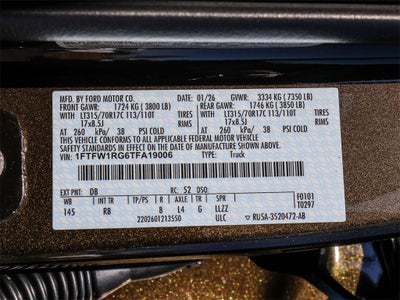 MFD. BY FORD MOTOR CO. 01/26 GVWR: 3334 KG ( 7350 LB)
FRONT GAWR: 1724 KG ( 3800 LB) REAR GAWR: 1746 KG ( 3850 LB)
WITH WITH
LT315/70R17C 113/110T TIRES LT315/70R17C 113/110T TIRES
17x8.5J RIMS 17x8.5J RIMS
AT 260 kPa/ 38 PSI COLD AT 260 kPa/ 38 PSI COLD
THIS VEHICLE CONFORMS TO ALL APPLICABLE FEDERAL MOTOR VEHICLE
SAFETY STANDARDS IN EFFECT ON THE DATE OF MANUFACTURE SHOWN ABOVE.
VIN: 1FTFW1RG6TFA19006 TYPE: Truck
EXT PNT: DB RC: 52 DSO: F0101
WB INT TR TP/PS R AXLE TR SPR T0297
145 RB 8 L4 G LLZZ
2202601213550 ULC RUSA-3520472-AB